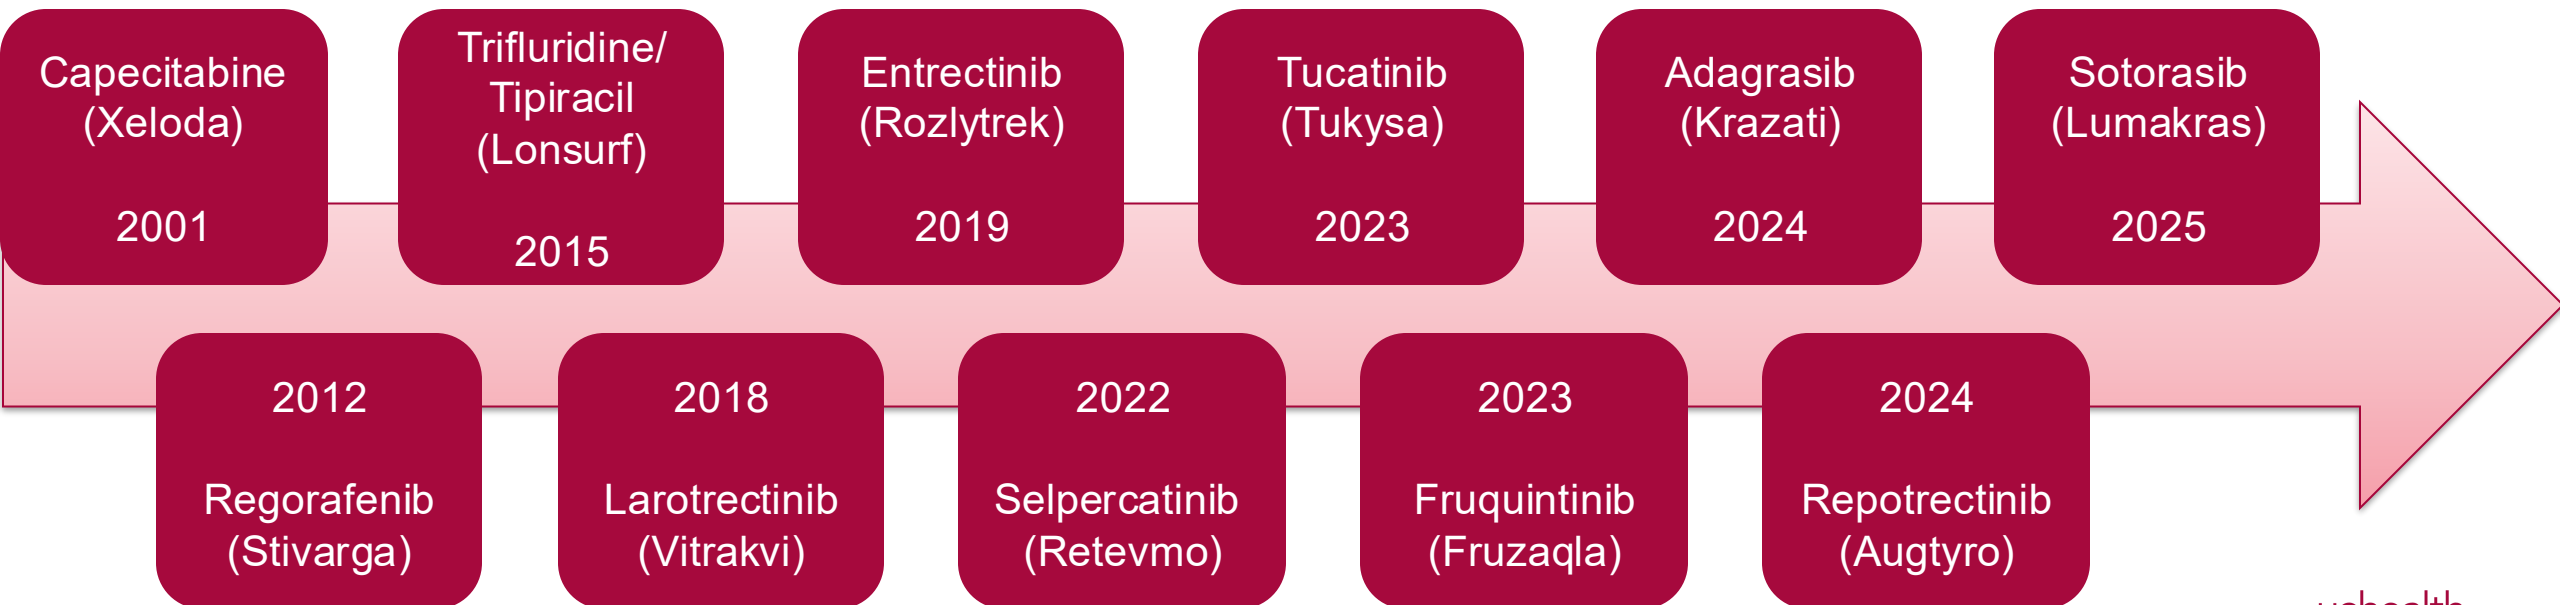 Capecitabine
(Xeloda)
2001
Trifluridine/
Tipiracil
(Lonsurf)
2015
Entrectinib
(Rozlytrek)
2019
Tucatinib
(Tukysa)
2023
Adagrasib
(Krazati)
2024
Sotorasib
(Lumakras)
2025
2012
Regorafenib
(Stivarga)
2018
Larotrectinib
(Vitrakvi)
2022
Selpercatinib
(Retevmo)
2023
Fruquintinib
(Fruzaqla)
2024
Repotrectinib
(Augtyro)